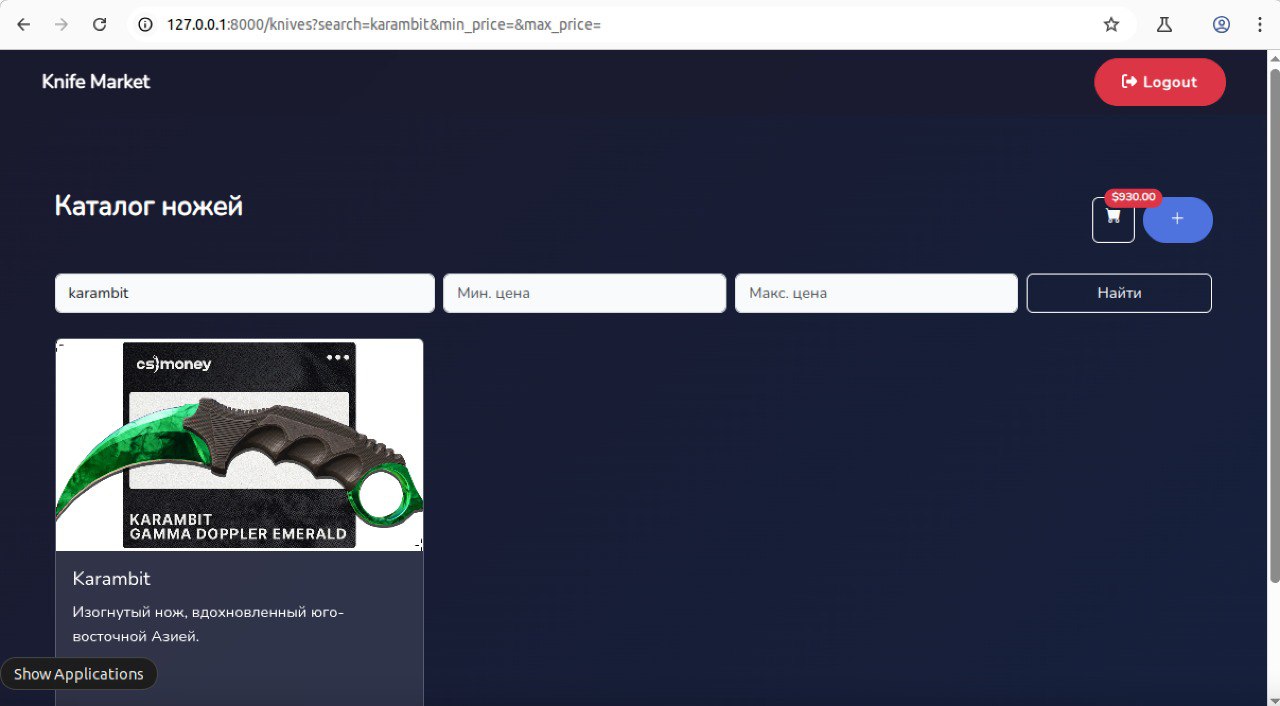 127.0.0.1:8000/knives?search=karambit&min_price=&max_price=
Knife Market
Logout
Каталог ножей
$930.00
+
karambit
Мин. цена
Макс. цена
Найти
cs)money
KARAMBIT
GAMMA DOPPLER EMERALD
Karambit
Изогнутый нож, вдохновленный юго-
восточной Азией.
Show Applications